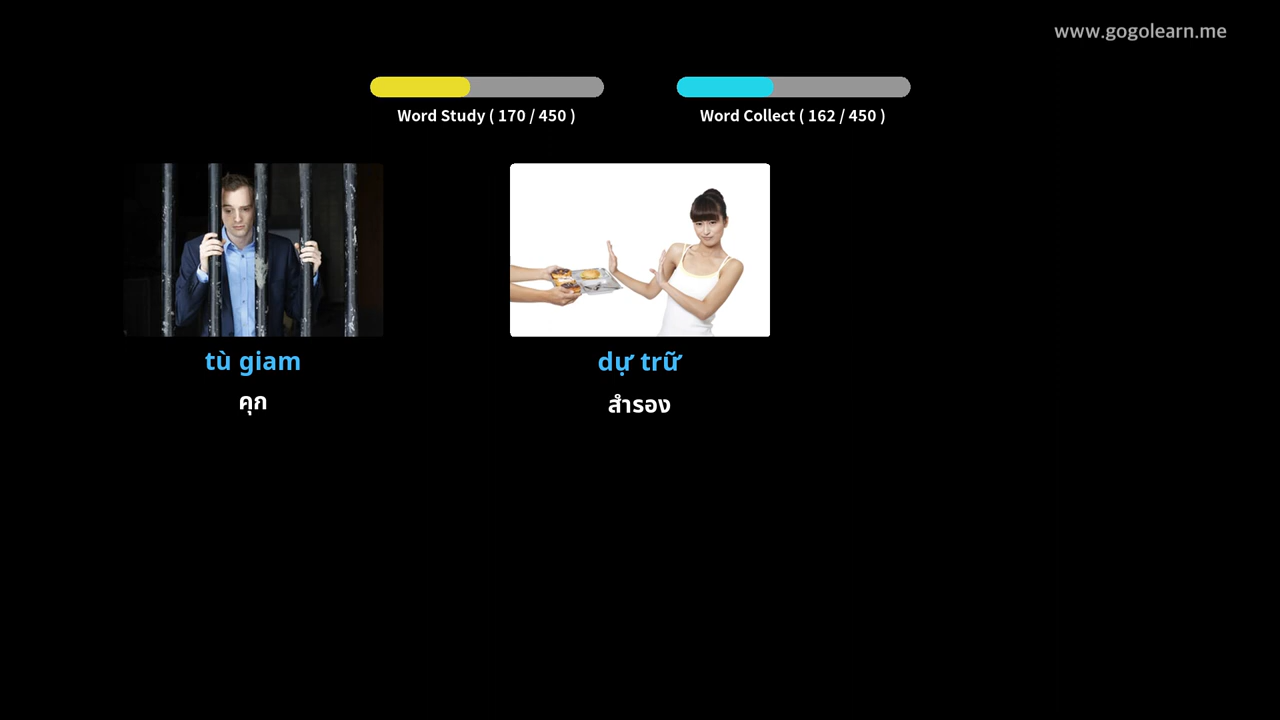 www.gogolearn.me
Word Study ( 170 / 450 )
Word Collect ( 162 / 450 )
tù giam
คุก
dự trữ
สำรอง